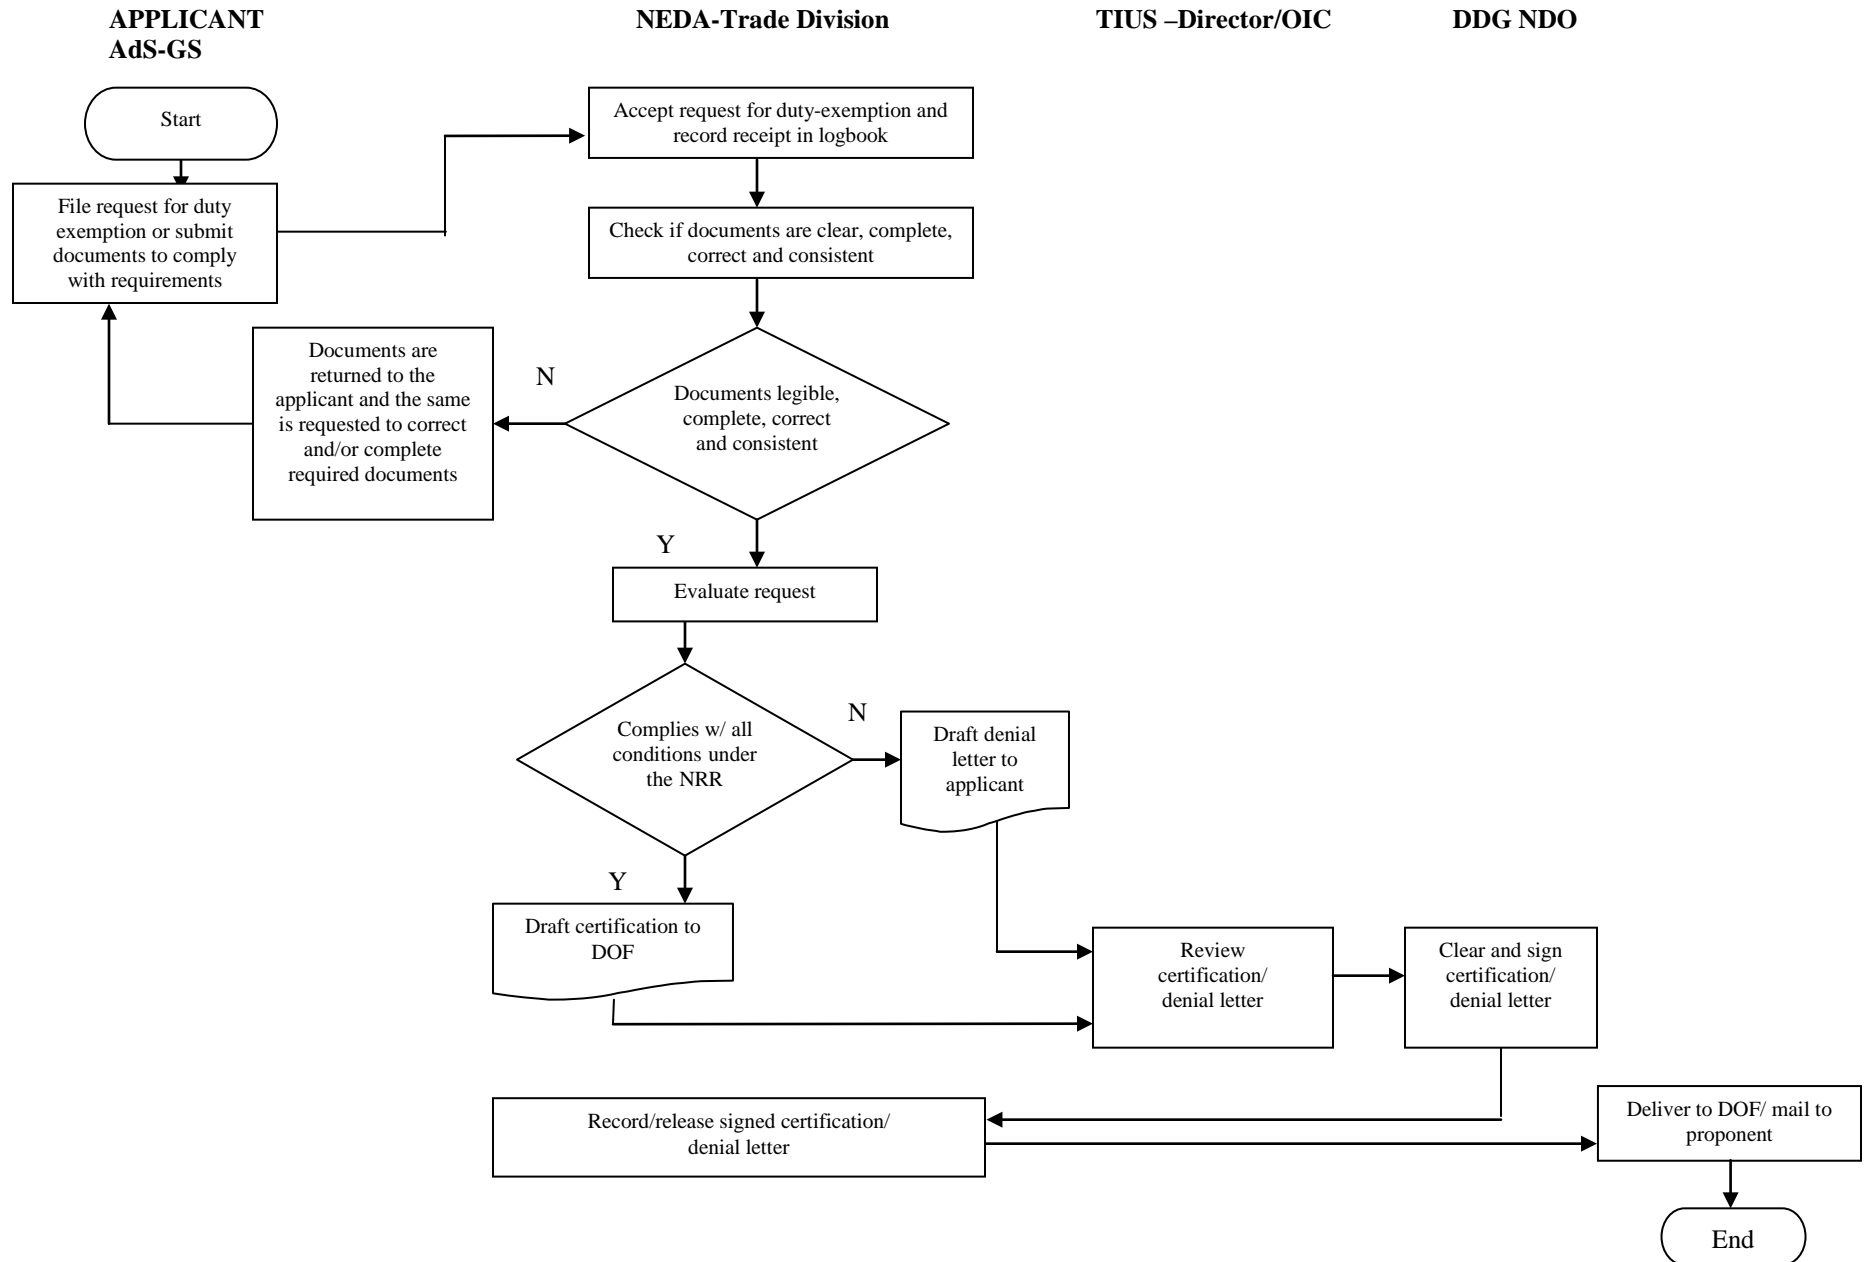 APPLICANT
AdS-GS
NEDA-Trade Division
TIUS –Director/OIC
DDG NDO
Start
File request for duty
exemption or submit
documents to comply
with requirements
Accept request for duty-exemption and
record receipt in logbook
Check if documents are clear, complete,
correct and consistent
Documents legible,
complete, correct
and consistent
N
Documents are
returned to the
applicant and the same
is requested to correct
and/or complete
required documents
Y
Evaluate request
Complies w/ all
conditions under
the NRR
N
Draft denial
letter to
applicant
Y
Draft certification to
DOF
Review
certification/
denial letter
Clear and sign
certification/
denial letter
Record/release signed certification/
denial letter
Deliver to DOF/ mail to
proponent
End